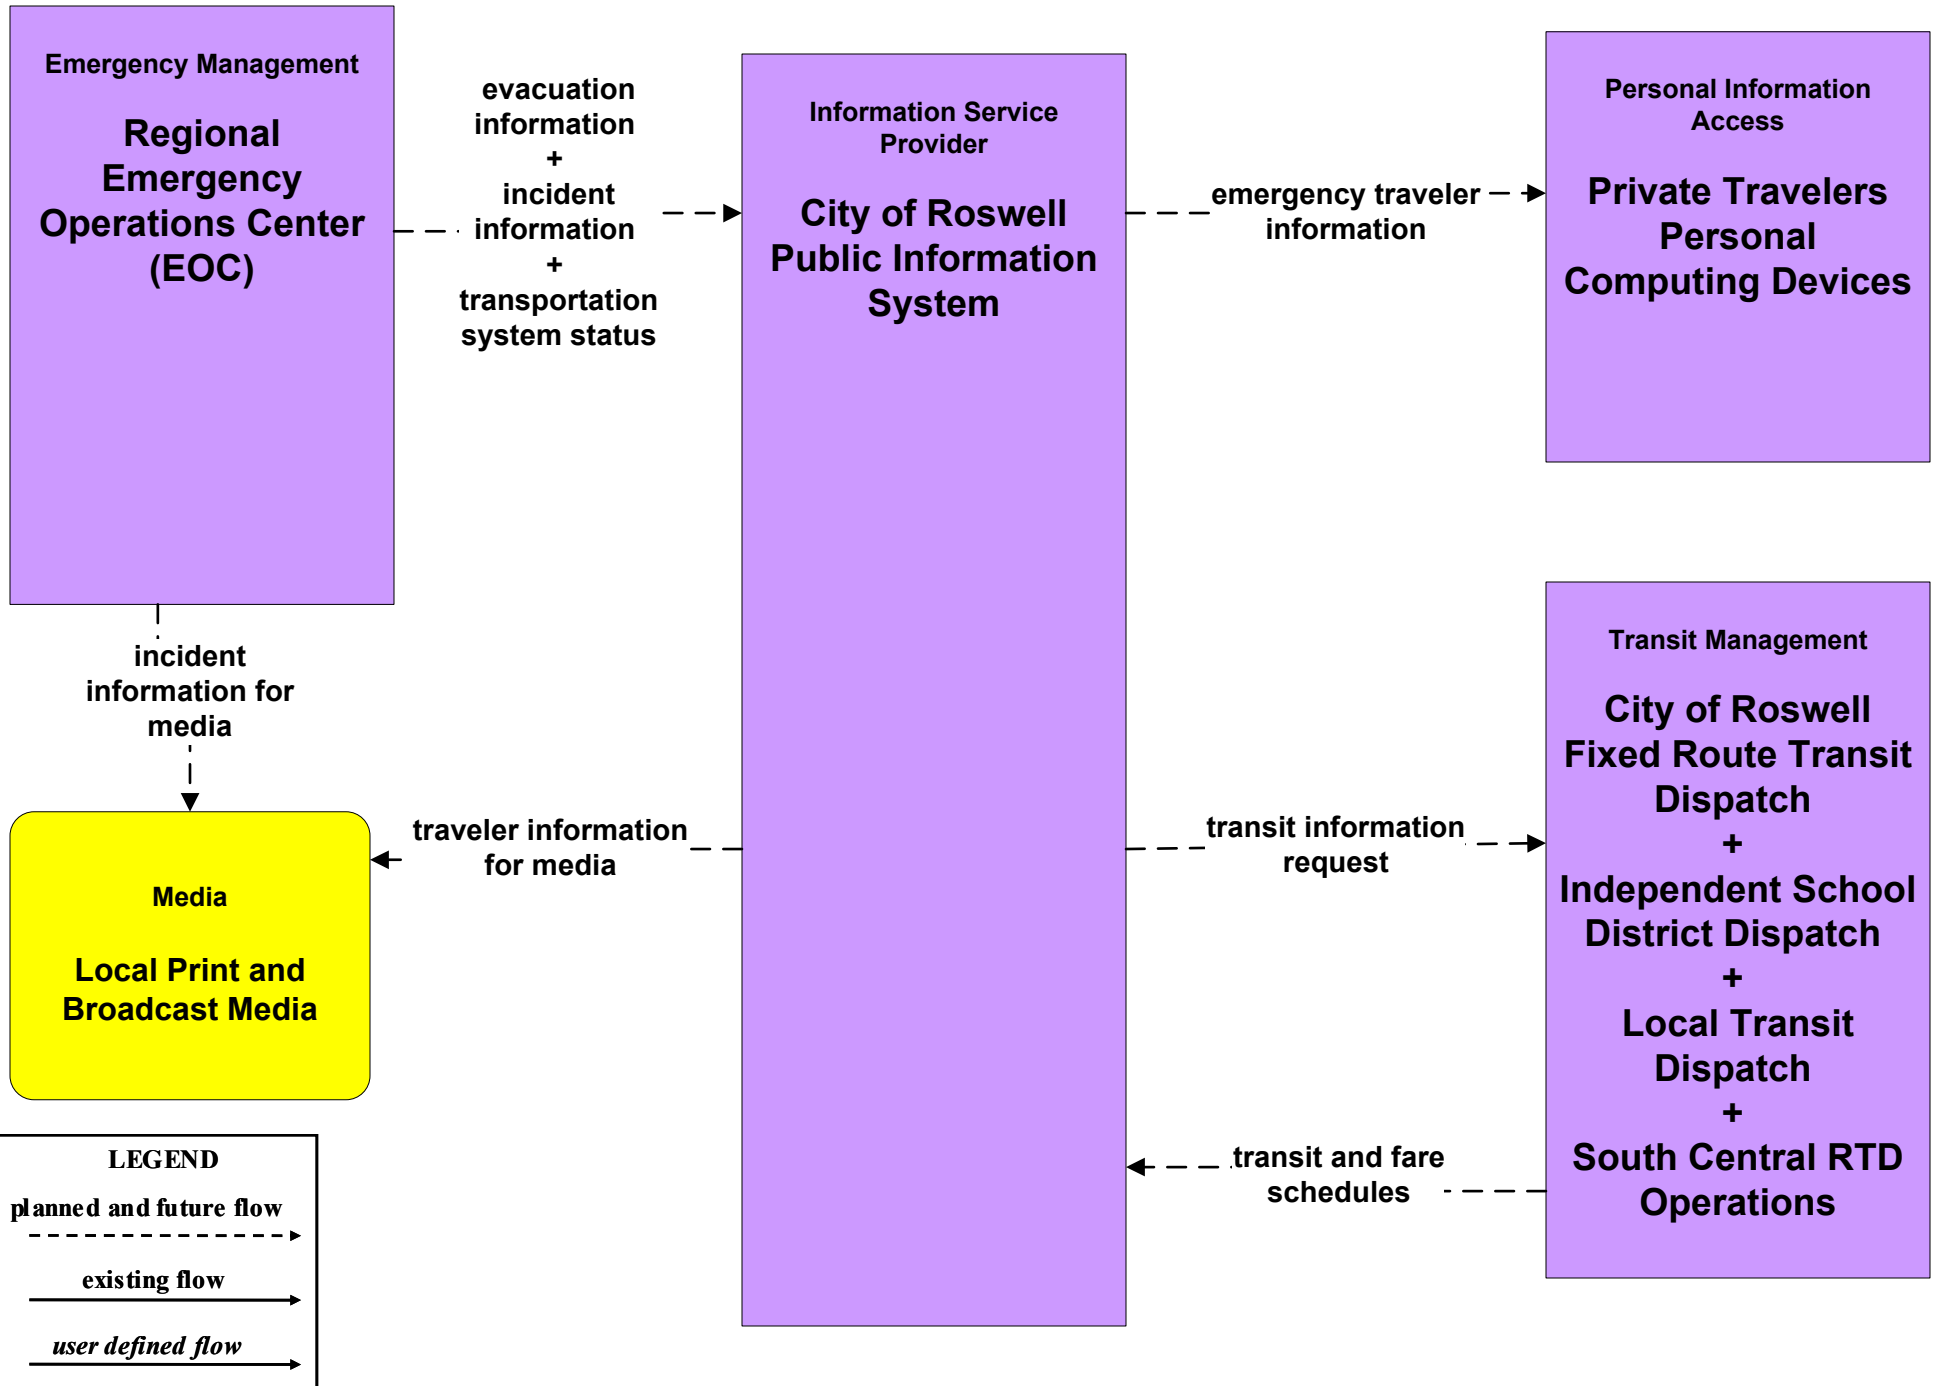 Emergency Management
Regional
Emergency
Operations Center
(EOC)
evacuation
information
+
incident
information
+
transportation
system status
Information Service
Provider
City of Roswell
Public Information
System
emergency traveler
information
Personal Information
Access
Private Travelers
Personal
Computing Devices
incident
information for
media
Media
Local Print and
Broadcast Media
traveler information
for media
transit information
request
Transit Management
City of Roswell
Fixed Route Transit
Dispatch
+
Independent School
District Dispatch
+
Local Transit
Dispatch
+
South Central RTD
Operations
transit and fare
schedules
LEGEND
planned and future flow
existing flow
user defined flow